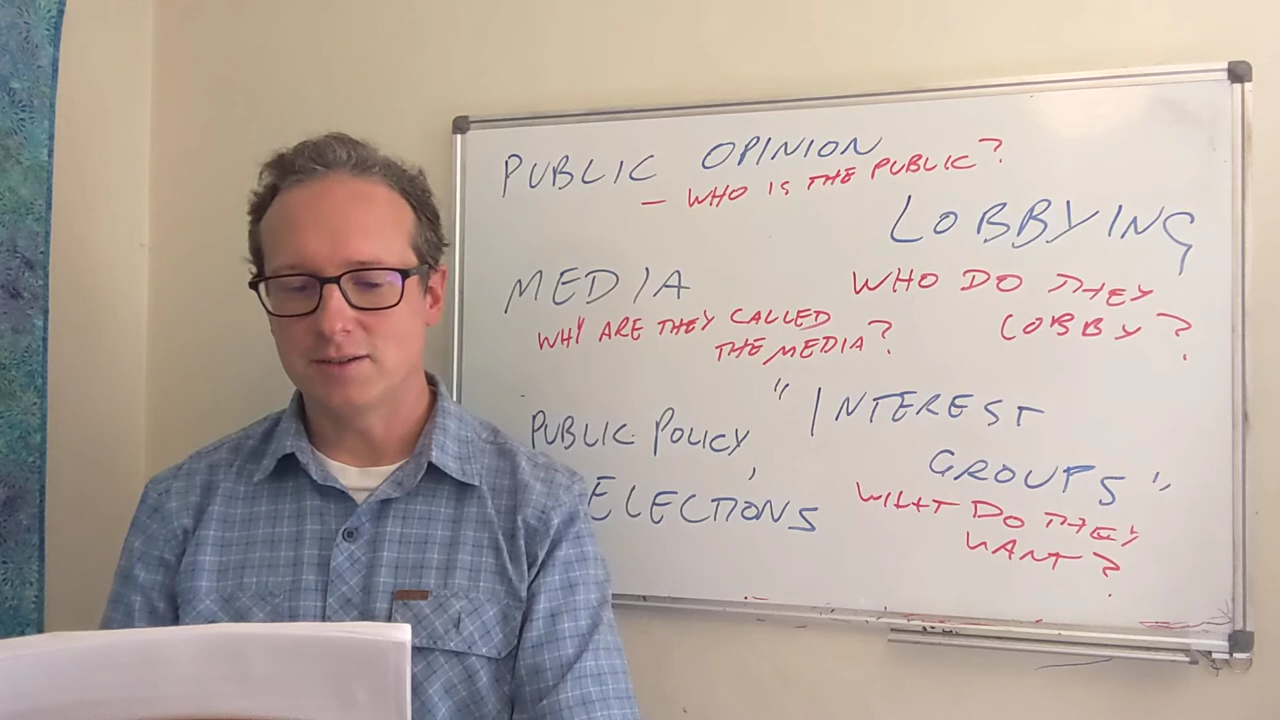 PUBLIC OPINION
— WHO IS THE PUBLIC?
LOBBYING
WHO DO THEY
LOBBY?
MEDIA
WHY ARE THEY CALLED
THE MEDIA?
PUBLIC POLICY,
ELECTIONS
"INTEREST
GROUPS"
WHAT DO THEY
WANT?